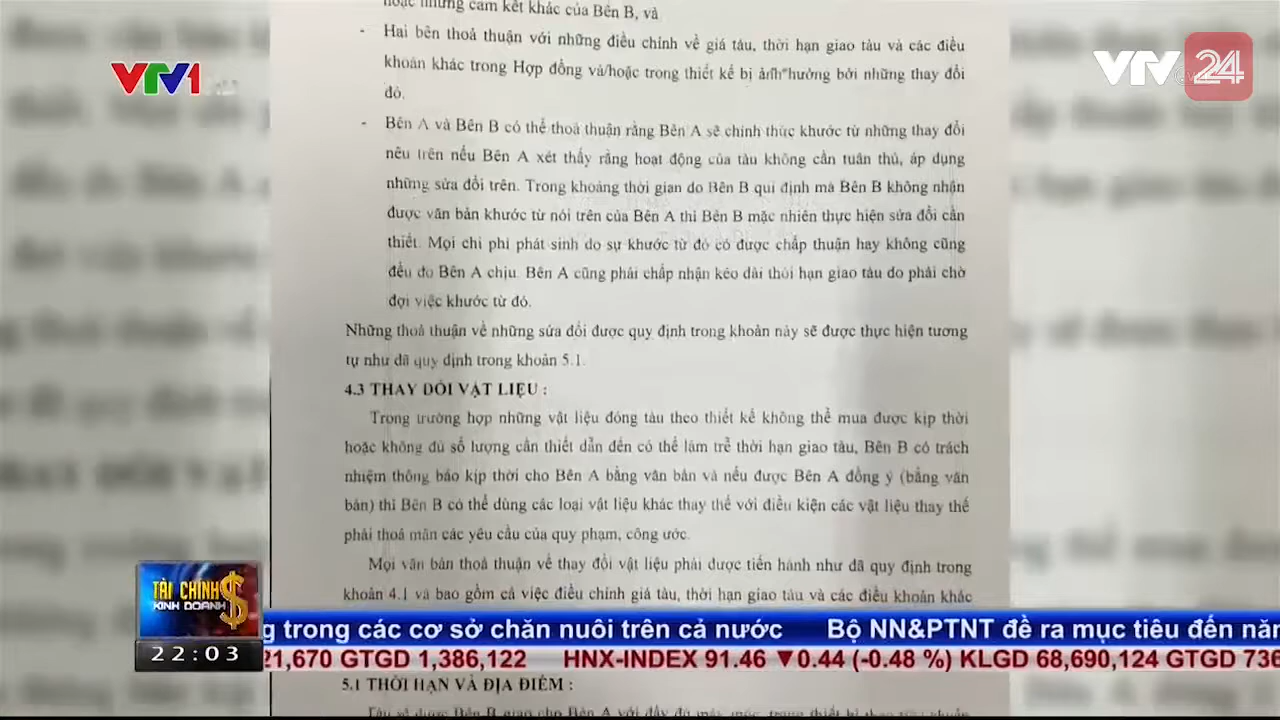 hoặc những cam kết khác của Bên B, và
VTV1
VTV 24
- Hai bên thoả thuận với những điều chỉnh về giá tàu, thời hạn giao tàu và các điều
khoản khác trong Hợp đồng và/hoặc trong thiết kế bị ảnh hưởng bởi những thay đổi
đó.
- Bên A và Bên B có thể thoả thuận rằng Bên A sẽ chính thức khước từ những thay đổi
nêu trên nếu Bên A xét thấy rằng hoạt động của tàu không cần tuân thủ, áp dụng
những sửa đổi trên. Trong khoảng thời gian do Bên B qui định mà Bên B không nhận
được văn bản khước từ nói trên của Bên A thì Bên B mặc nhiên thực hiện sửa đổi cần
thiết. Mọi chi phí phát sinh do sự khước từ đó có được chấp thuận hay không cũng
đều do Bên A chịu. Bên A cũng phải chấp nhận kéo dài thời hạn giao tàu do phải chờ
đợi việc khước từ đó.
Những thoả thuận về những sửa đổi được quy định trong khoản này sẽ được thực hiện tương
tự như đã quy định trong khoản 5.1.
4.3 THAY ĐỔI VẬT LIỆU :
Trong trường hợp những vật liệu đóng tàu theo thiết kế không thể mua được kịp thời
hoặc không đủ số lượng cần thiết dẫn đến có thể làm trễ thời hạn giao tàu, Bên B có trách
nhiệm thông báo kịp thời cho Bên A bằng văn bản và nếu được Bên A đồng ý (bằng văn
bản) thì Bên B có thể dùng các loại vật liệu khác thay thế với điều kiện các vật liệu thay thế
phải thoả mãn các yêu cầu của quy phạm, công ước.
Mọi văn bản thoả thuận về thay đổi vật liệu phải được tiến hành như đã quy định trong
khoản 4.1 và bao gồm cả việc điều chỉnh giá tàu, thời hạn giao tàu và các điều khoản khác
TÀI CHÍNH
KINH DOANH $
g trong các cơ sở chăn nuôi trên cả nước Bộ NN&PTNT đề ra mục tiêu đến năm
22:03
21,670 GTGD 1,386,122 HNX-INDEX 91.46 ▼0.44 (-0.48 %) KLGD 68,690,124 GTGD 736
5.1 THỜI HẠN VÀ ĐỊA ĐIỂM :